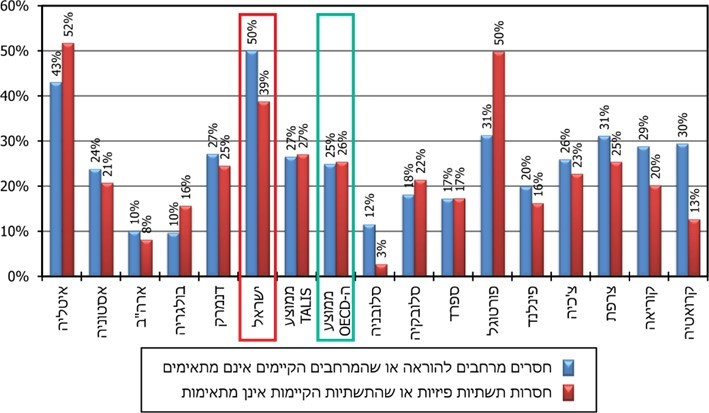 60%
50%
40%
30%
20%
10%
0%
43% 52%
24% 21%
10% 8%
10% 16%
27% 25%
50% 39%
27% 27%
25% 26%
12% 3%
18% 22%
17% 17%
31% 50%
20% 16%
26% 23%
31% 25%
29% 20%
30% 13%
איטליה
אסטוניה
ארה"ב
בולגריה
דנמרק
ישראל
ממוצע
TALIS
ממוצע
ה-OECD
סלובניה
סלובקיה
ספרד
פורטוגל
פינלנד
צ'כיה
צרפת
קוריאה
קרואטיה
חסרים מרחבים להוראה או שהמרחבים הקיימים אינם מתאימים
חסרות תשתיות פיזיות או שהתשתיות הקיימות אינן מתאימות